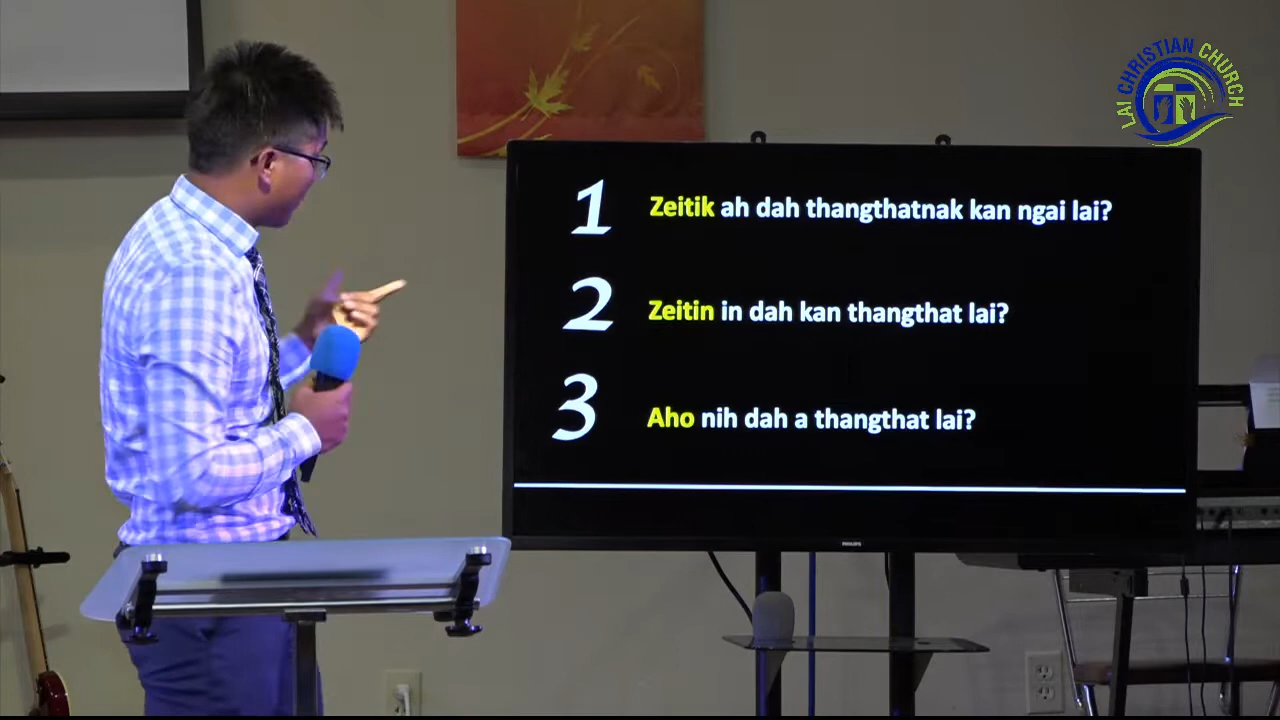 LAI CHRISTIAN CHURCH
1 Zeitik ah dah thangthatnak kan ngai lai?
2 Zeitin in dah kan thangthat lai?
3 Aho nih dah a thangthat lai?
PHILIPS